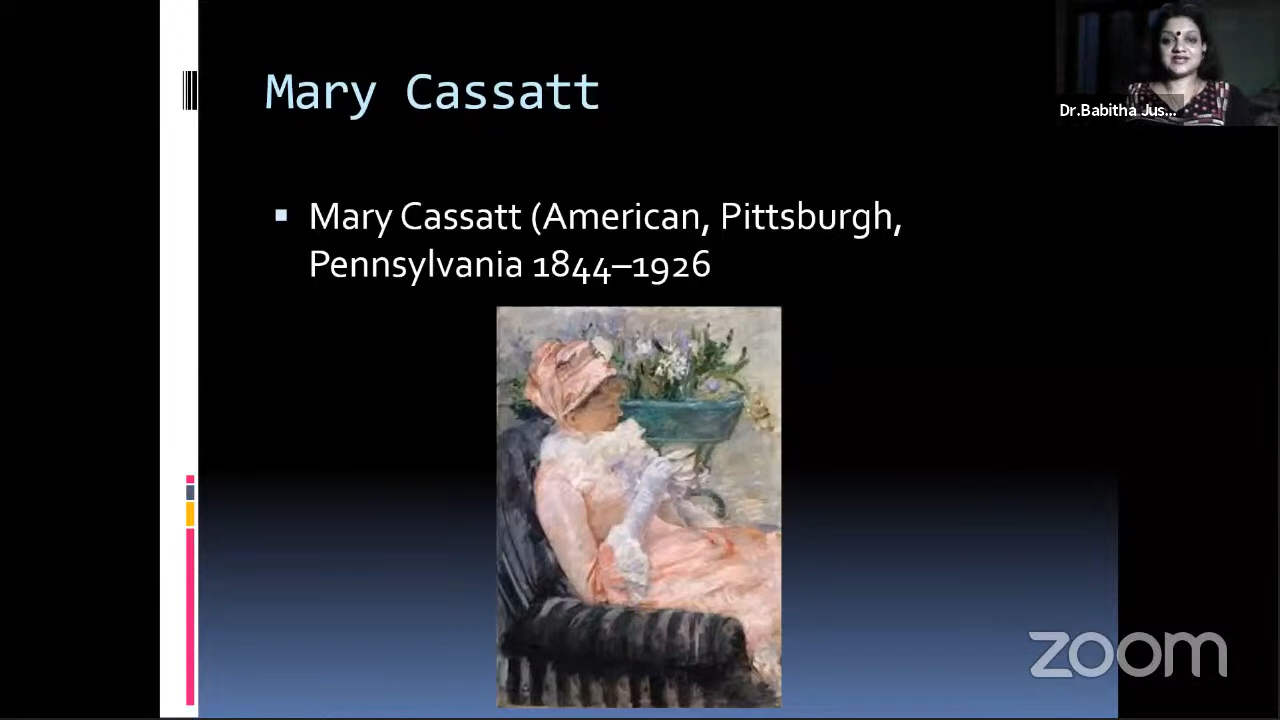 Mary Cassatt
Dr.Babitha Jus...
Mary Cassatt (American, Pittsburgh,
Pennsylvania 1844–1926
zoom